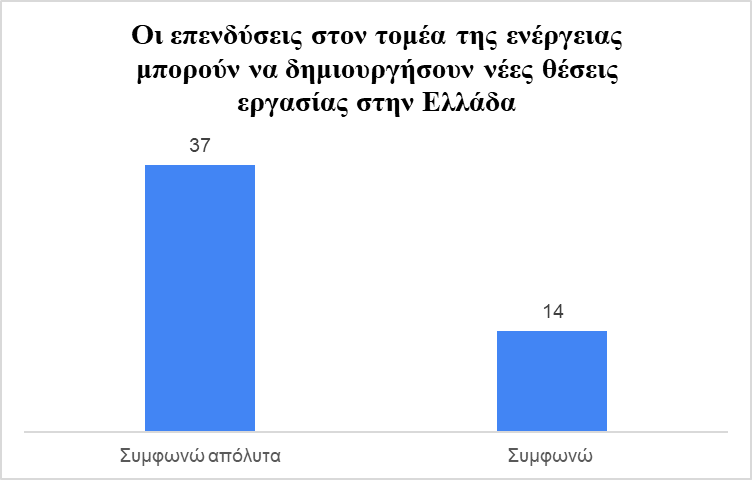 Οι επενδύσεις στον τομέα της ενέργειας
μπορούν να δημιουργήσουν νέες θέσεις
εργασίας στην Ελλάδα
37
14
Συμφωνώ απόλυτα
Συμφωνώ